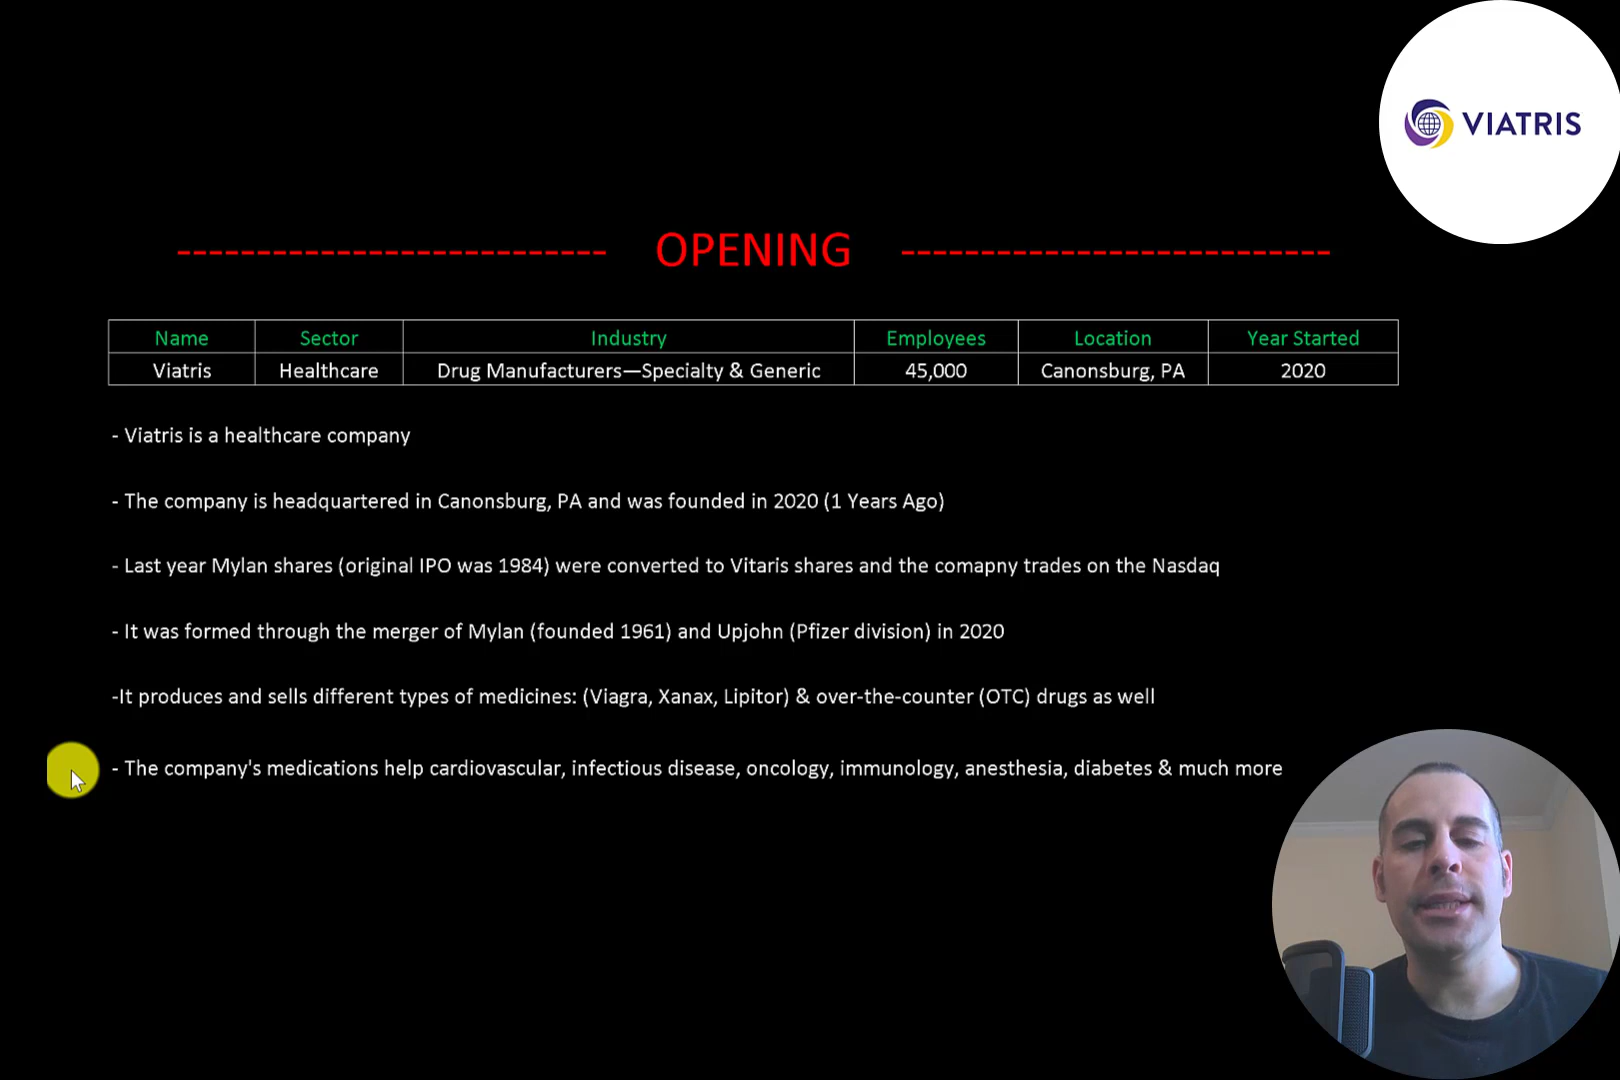 VIATRIS
-------------------------- OPENING --------------------------
Name Sector Industry Employees Location Year Started
Viatris Healthcare Drug Manufacturers—Specialty & Generic 45,000 Canonsburg, PA 2020
- Viatris is a healthcare company
- The company is headquartered in Canonsburg, PA and was founded in 2020 (1 Years Ago)
- Last year Mylan shares (original IPO was 1984) were converted to Vitaris shares and the comapny trades on the Nasdaq
- It was formed through the merger of Mylan (founded 1961) and Upjohn (Pfizer division) in 2020
-It produces and sells different types of medicines: (Viagra, Xanax, Lipitor) & over-the-counter (OTC) drugs as well
- The company's medications help cardiovascular, infectious disease, oncology, immunology, anesthesia, diabetes & much more